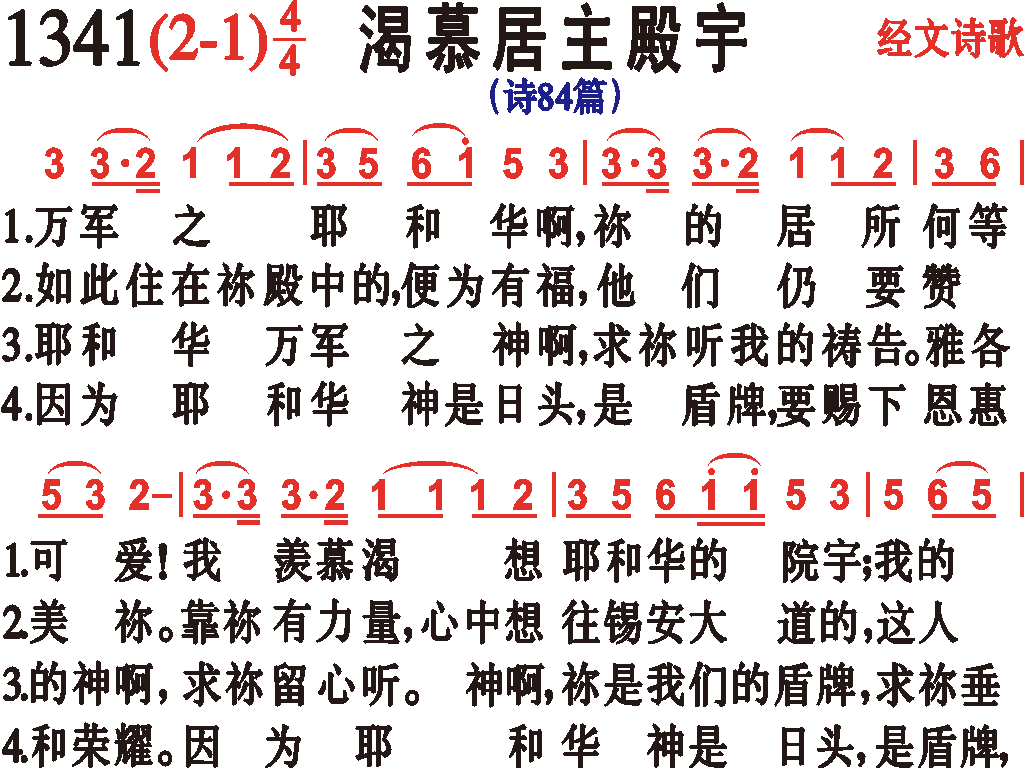 1341(2-1)4/4 渴慕居主殿宇 经文诗歌
(诗84篇)
3 3·2 1 1 2|3 5 6 i 5 3|3·3 3·2 1 1 2|3 6|
1.万军 之 耶 和 华啊,祢 的 居 所 何等
2.如此住在祢殿中的,便为有福,他 们 仍 要 赞
3.耶和 华 万军 之 神啊,求祢听我的祷告。雅各
4.因为 耶 和华 神是日头,是 盾牌,要赐下恩惠
5 3 2-|3·3 3·2 1 1 1 2|3 5 6 i i 5 3|5 6 5|
1.可 爱!我 羡慕渴 想 耶和华的 院宇;我的
2.美 祢。靠祢有力量,心中想 往锡安大 道的,这人
3.的神啊,求祢留心听。 神啊,祢是我们的盾牌,求祢垂
4.和荣耀。因 为 耶 和华 神是 日头,是盾牌,